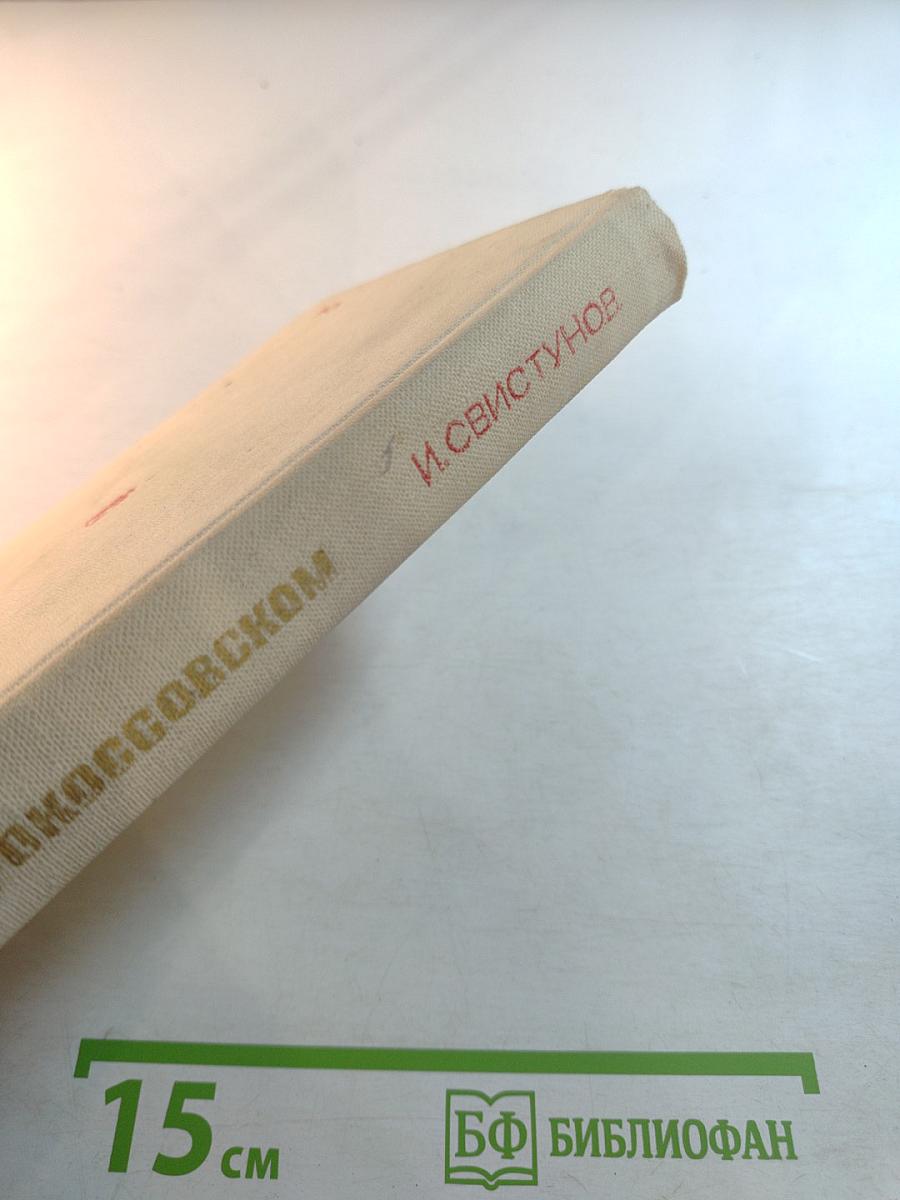 И. СВИСТУНОВ
ОКОССОВСКОМ
15 см
БФ БИБЛИОФАН